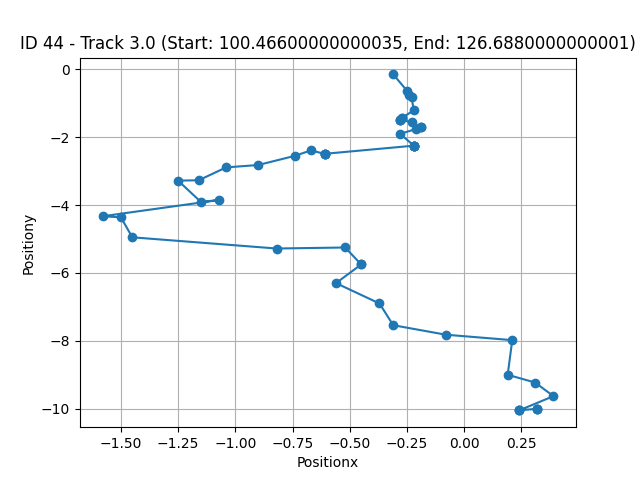 ID 44 - Track 3.0 (Start: 100.46600000000035, End: 126.6880000000001)
0
−2
−4
−6
−8
−10
Positiony
−1.50 −1.25 −1.00 −0.75 −0.50 −0.25 0.00 0.25
Positionx